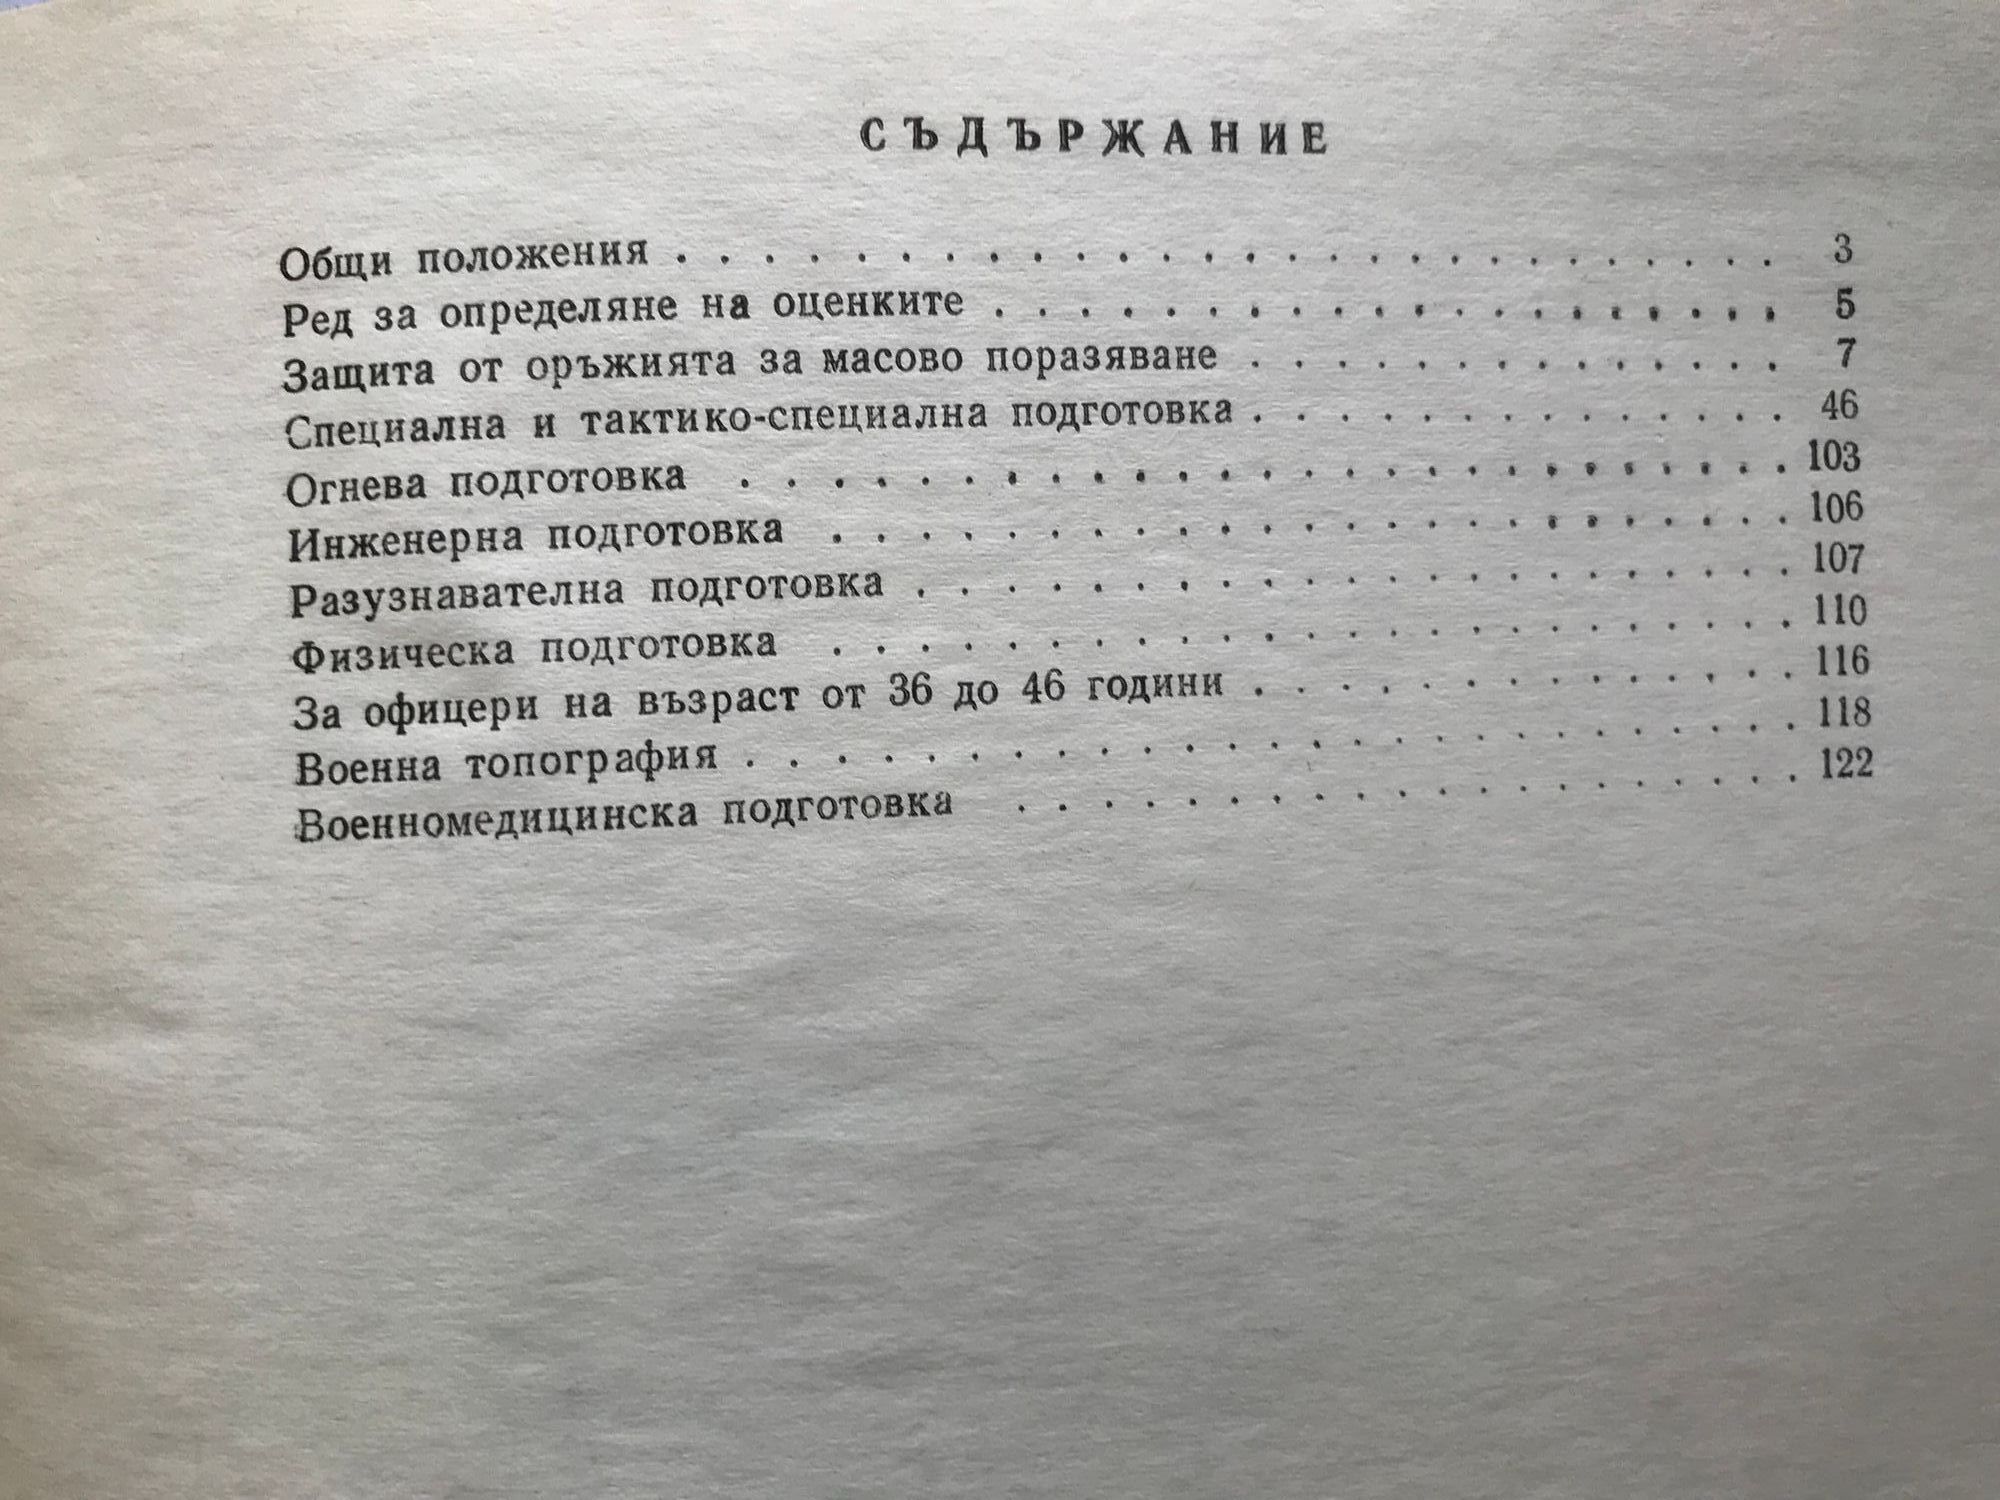 СЪДЪРЖАНИЕ
Общи положения . . . . . . . . . . . . . . . . . . . . . . . . . . 3
Ред за определяне на оценките . . . . . . . . . . . . . . . . . . . 5
Защита от оръжията за масово поразяване . . . . . . . . . . . . . 7
Специална и тактико-специална подготовка . . . . . . . . . . . . . 46
Огнева подготовка . . . . . . . . . . . . . . . . . . . . . . . . . 103
Инженерна подготовка . . . . . . . . . . . . . . . . . . . . . . . 106
Разузнавателна подготовка . . . . . . . . . . . . . . . . . . . . . 107
Физическа подготовка . . . . . . . . . . . . . . . . . . . . . . . 110
За офицери на възраст от 36 до 46 години . . . . . . . . . . . . . 116
Военна топография . . . . . . . . . . . . . . . . . . . . . . . . . 118
Военномедицинска подготовка . . . . . . . . . . . . . . . . . . . 122